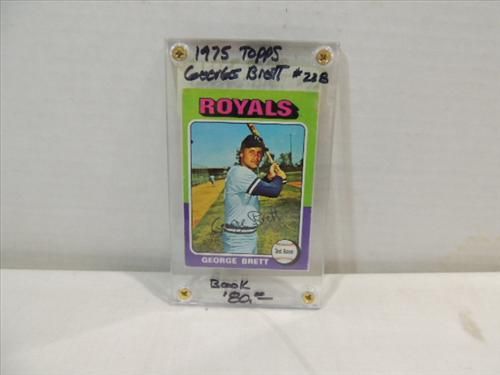 1975 TOPPS
GEORGE BRETT #228
ROYALS
George Brett
3rd Base
GEORGE BRETT
BOOK
'80.00